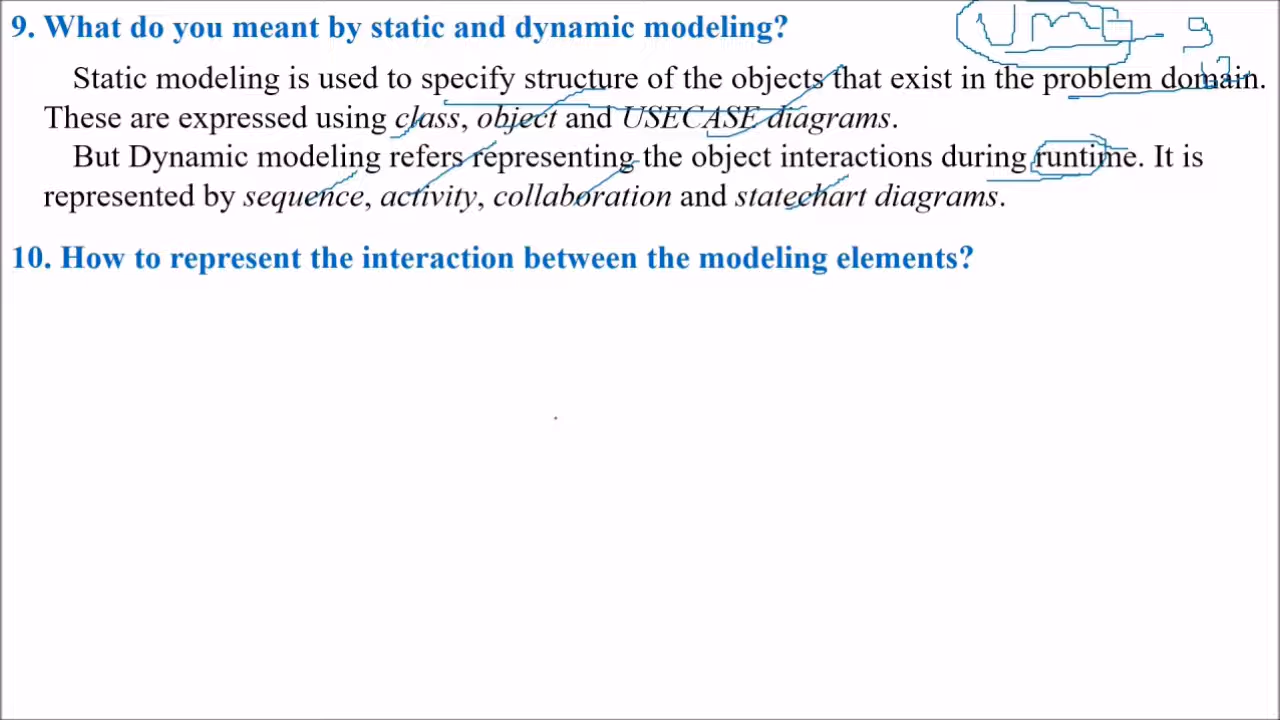 9. What do you meant by static and dynamic modeling?
UML - 9
Static modeling is used to specify structure of the objects that exist in the problem domain.
These are expressed using class, object and USECASE diagrams.
But Dynamic modeling refers representing the object interactions during runtime. It is
represented by sequence, activity, collaboration and statechart diagrams.
10. How to represent the interaction between the modeling elements?